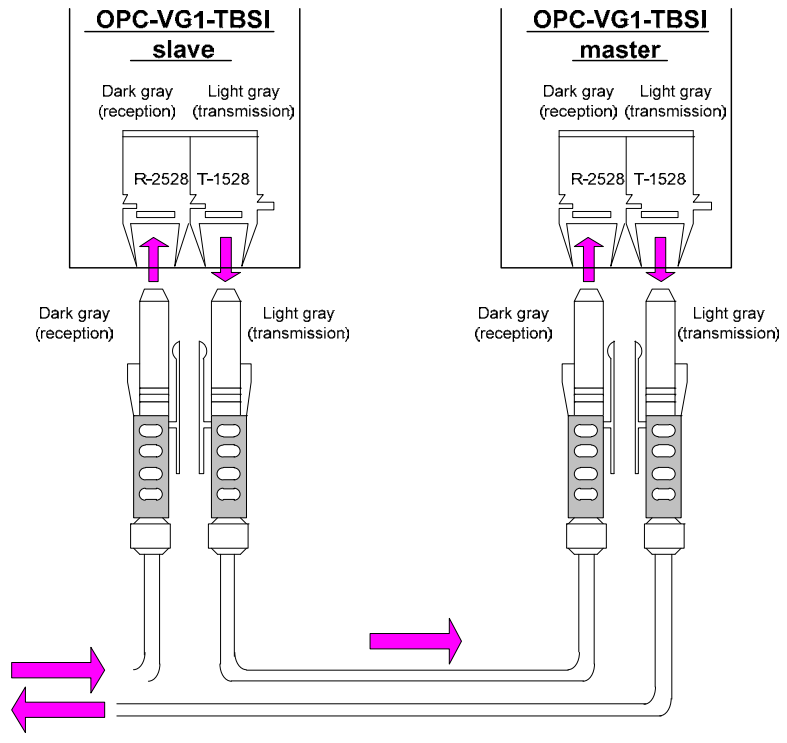 OPC-VG1-TBSI
slave
Dark gray
(reception)
Light gray
(transmission)
R-2528
T-1528
Dark gray
(reception)
Light gray
(transmission)
OPC-VG1-TBSI
master
Dark gray
(reception)
Light gray
(transmission)
R-2528
T-1528
Dark gray
(reception)
Light gray
(transmission)